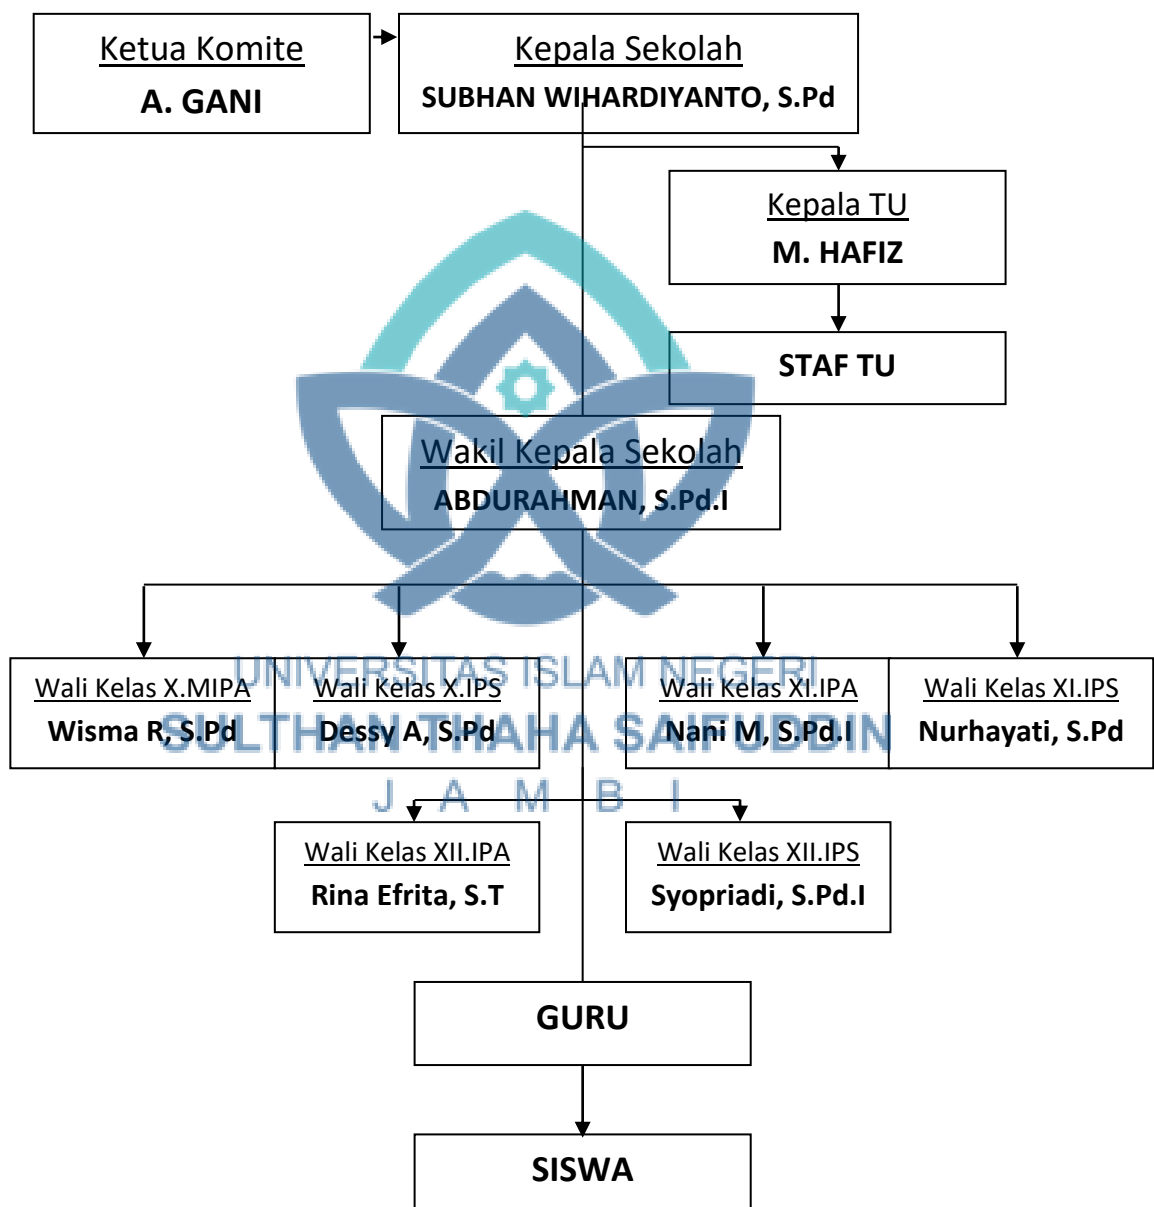 Ketua Komite
A. GANI
Kepala Sekolah
SUBHAN WIHARDIYANTO, S.Pd
Kepala TU
M. HAFIZ
STAF TU
Wakil Kepala Sekolah
ABDURAHMAN, S.Pd.I
Wali Kelas X.MIPA
Wisma R, S.Pd
Wali Kelas X.IPS
Dessy A, S.Pd
Wali Kelas XI.IPA
Nani M, S.Pd.I
Wali Kelas XI.IPS
Nurhayati, S.Pd
UNIVERSITAS ISLAM NEGERI
SULTHAN THAHA SAIFUDDIN
J A M B I
Wali Kelas XII.IPA
Rina Efrita, S.T
Wali Kelas XII.IPS
Syopriadi, S.Pd.I
GURU
SISWA